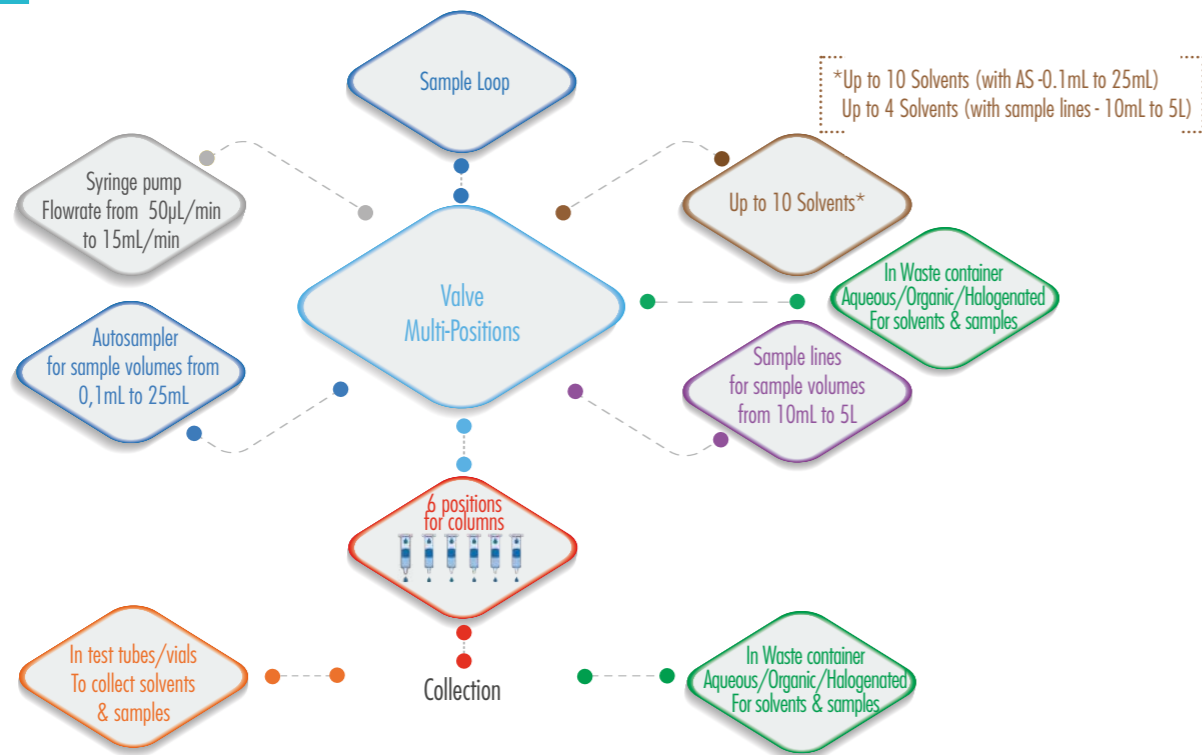 Sample Loop
*Up to 10 Solvents (with AS -0.1mL to 25mL)
Up to 4 Solvents (with sample lines - 10mL to 5L)
Syringe pump
Flowrate from 50µL/min
to 15mL/min
Up to 10 Solvents*
Valve
Multi-Positions
In Waste container
Aqueous/Organic/Halogenated
For solvents & samples
Autosampler
for sample volumes from
0,1mL to 25mL
Sample lines
for sample volumes
from 10mL to 5L
6 positions
for columns
In test tubes/vials
To collect solvents
& samples
Collection
In Waste container
Aqueous/Organic/Halogenated
For solvents & samples